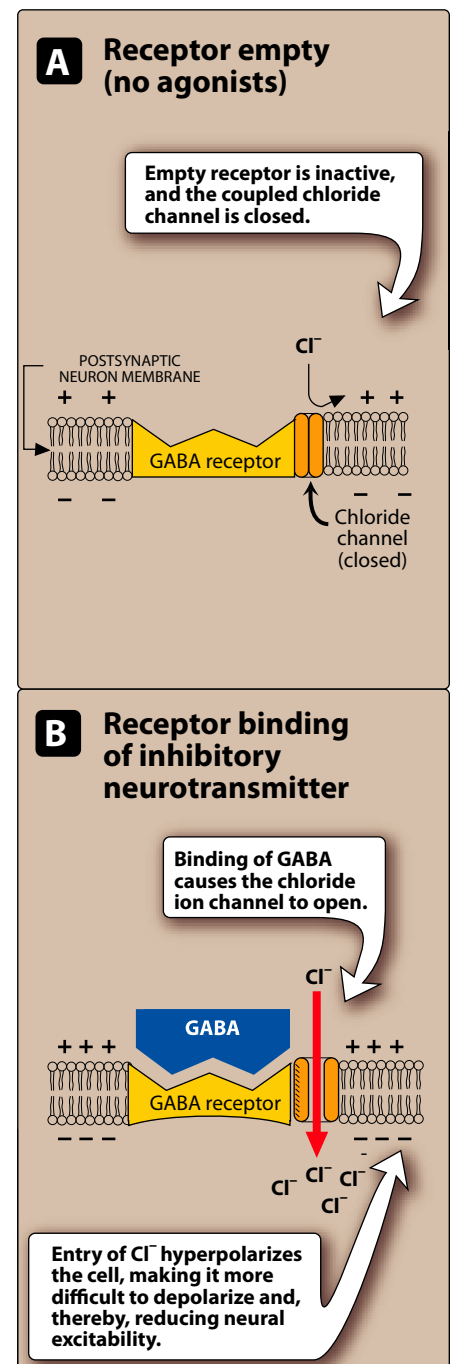 A
Receptor empty
(no agonists)
Empty receptor is inactive,
and the coupled chloride
channel is closed.
Cl⁻
POSTSYNAPTIC
NEURON MEMBRANE
+ +
+ +
GABA receptor
– –
– –
Chloride
channel
(closed)
B
Receptor binding
of inhibitory
neurotransmitter
Binding of GABA
causes the chloride
ion channel to open.
Cl⁻
GABA
+ + +
+ + +
GABA receptor
– – –
– – –
-
Cl⁻ Cl⁻ Cl⁻
Cl⁻
Entry of Cl⁻ hyperpolarizes
the cell, making it more
difficult to depolarize and,
thereby, reducing neural
excitability.